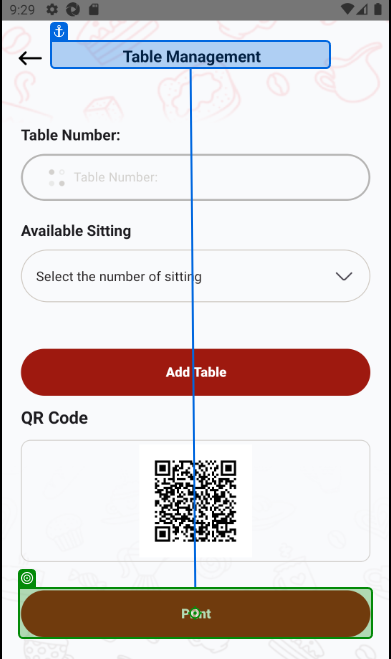 9:29
Table Management
Table Number:
Table Number:
Available Sitting
Select the number of sitting
Add Table
QR Code
Print